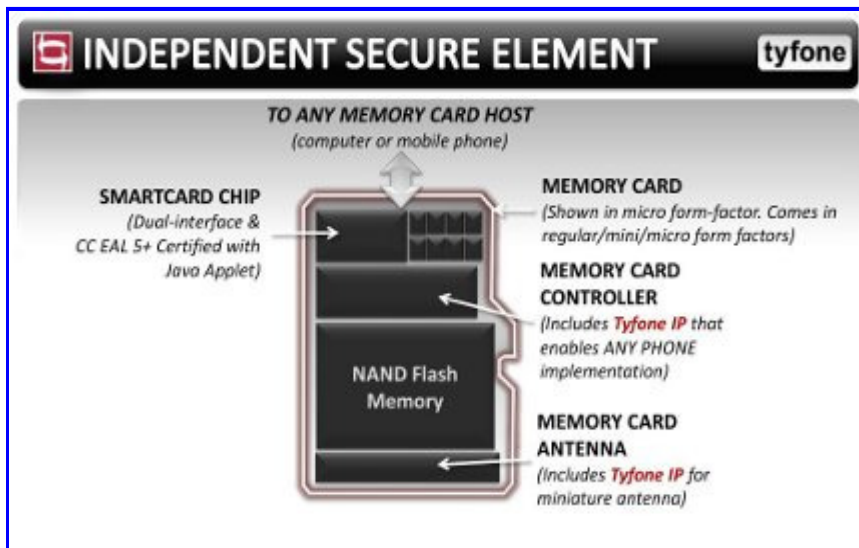 INDEPENDENT SECURE ELEMENT
tyfone
TO ANY MEMORY CARD HOST
(computer or mobile phone)
SMARTCARD CHIP
(Dual-interface &
CC EAL 5+ Certified with
Java Applet)
MEMORY CARD
(Shown in micro form-factor. Comes in
regular/mini/micro form factors)
MEMORY CARD
CONTROLLER
(Includes Tyfone IP that
enables ANY PHONE
implementation)
NAND Flash
Memory
MEMORY CARD
ANTENNA
(Includes Tyfone IP for
miniature antenna)